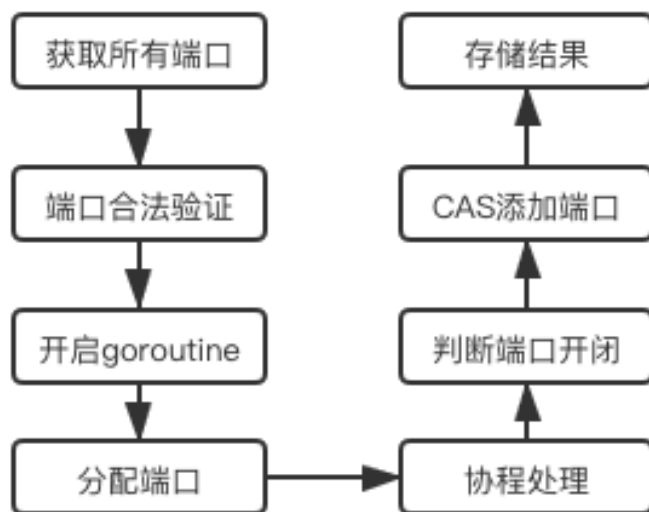 获取所有端口
端口合法验证
开启goroutine
分配端口
协程处理
判断端口开闭
CAS添加端口
存储结果